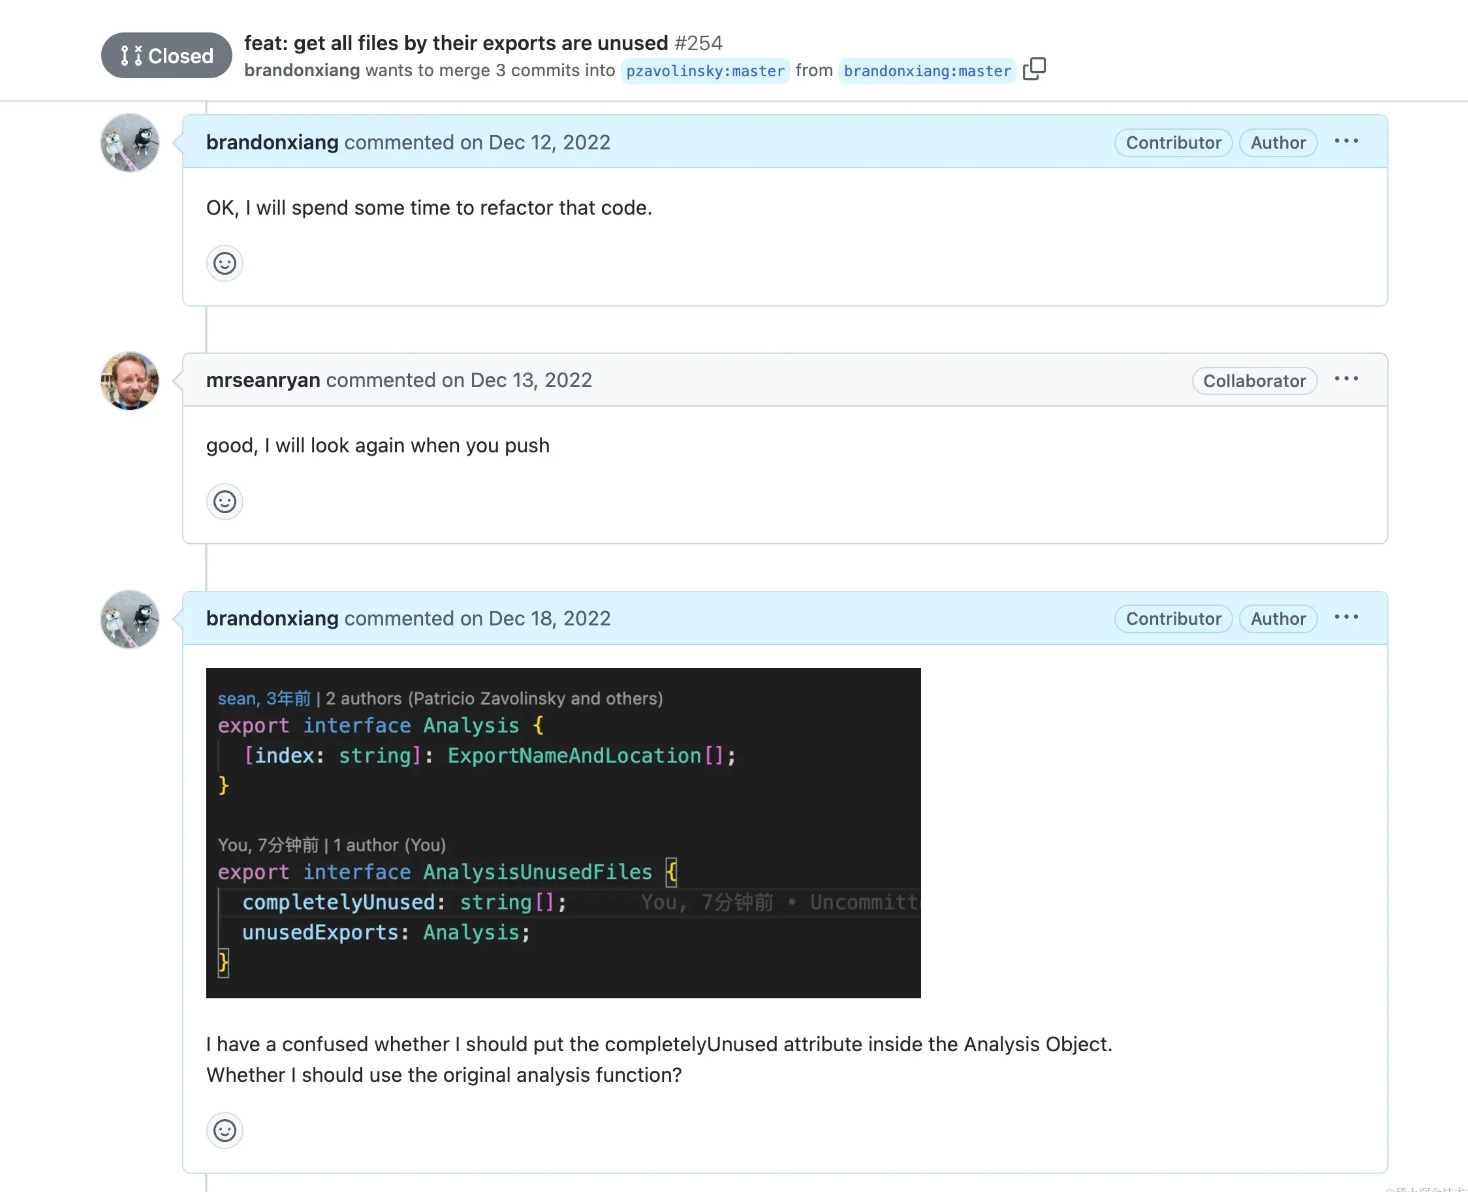 Closed
feat: get all files by their exports are unused #254
brandonxiang wants to merge 3 commits into pzavolinsky:master from brandonxiang:master
brandonxiang commented on Dec 12, 2022
Contributor
Author
OK, I will spend some time to refactor that code.
mrseanryan commented on Dec 13, 2022
Collaborator
good, I will look again when you push
brandonxiang commented on Dec 18, 2022
Contributor
Author
sean, 3年前 | 2 authors (Patricio Zavolinsky and others)
export interface Analysis {
[index: string]: ExportNameAndLocation[];
}
You, 7分钟前 | 1 author (You)
export interface AnalysisUnusedFiles {
completelyUnused: string[]; You, 7分钟前 • Uncommitt
unusedExports: Analysis;
}
I have a confused whether I should put the completelyUnused attribute inside the Analysis Object.
Whether I should use the original analysis function?